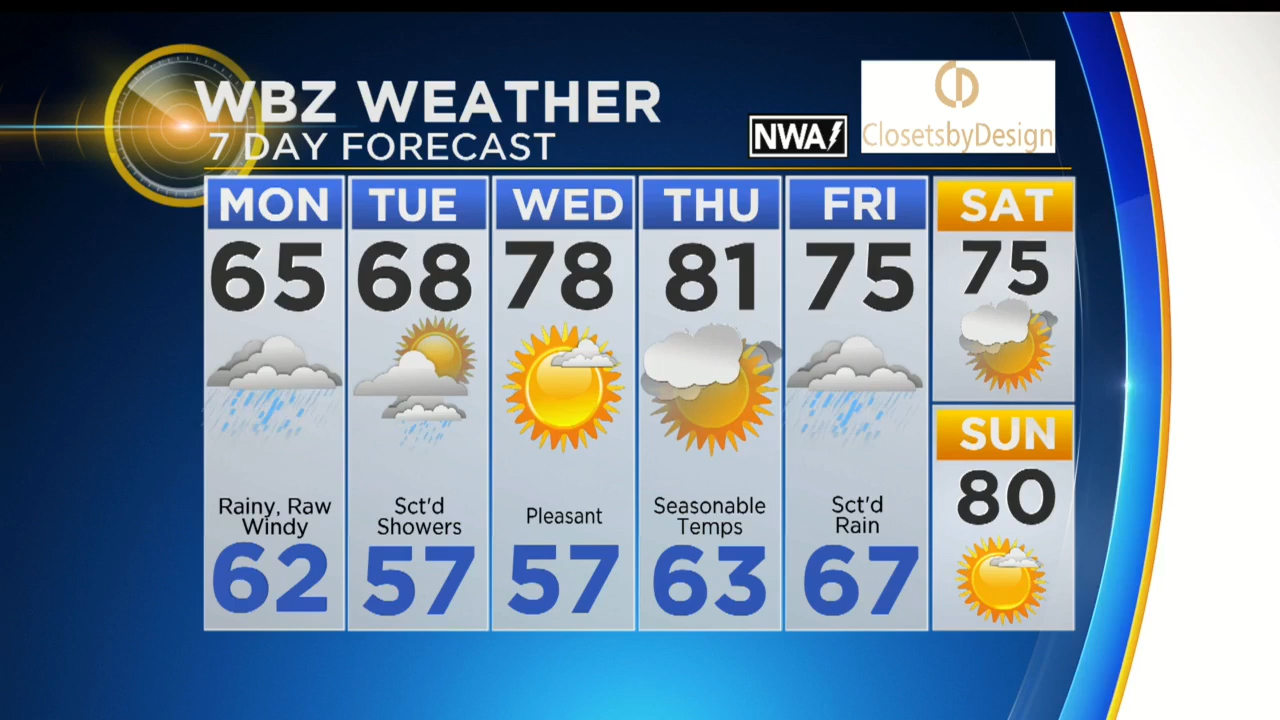 WBZ WEATHER
7 DAY FORECAST
NWA
ClosetsbyDesign
MON
65
Rainy, Raw
Windy
62
TUE
68
Sct'd
Showers
57
WED
78
Pleasant
57
THU
81
Seasonable
Temps
63
FRI
75
Sct'd
Rain
67
SAT
75
SUN
80